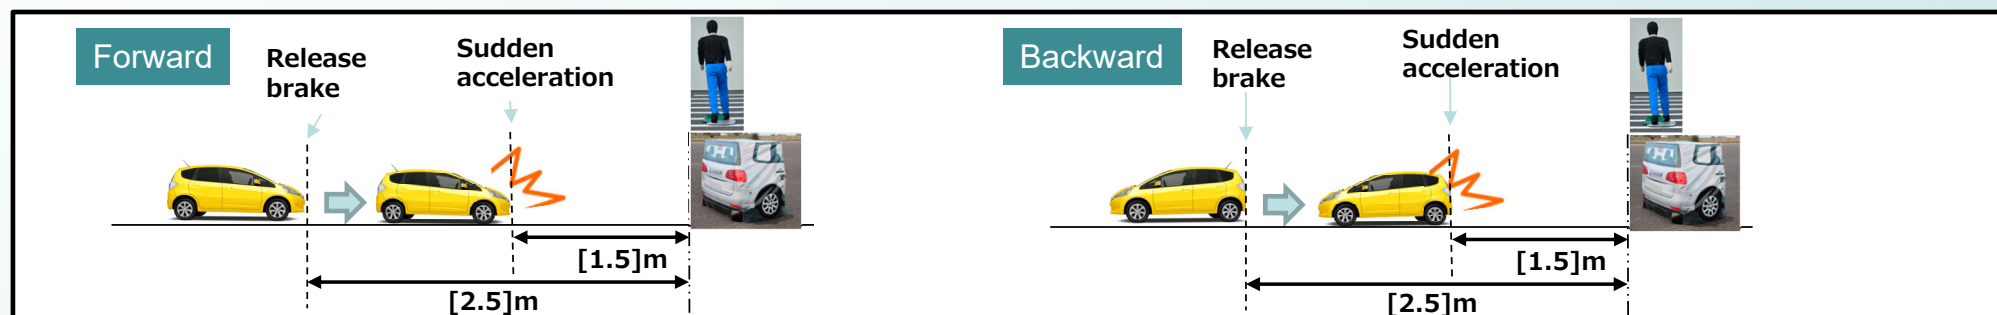 Forward
Release
brake
Sudden
acceleration
[1.5]m
[2.5]m
Backward
Release
brake
Sudden
acceleration
[1.5]m
[2.5]m